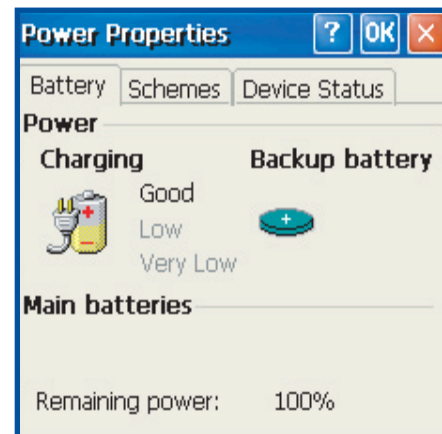 Power Properties ? OK ×
Battery Schemes Device Status
Power
Charging Backup battery
Good
Low
Very Low
Main batteries
Remaining power: 100%